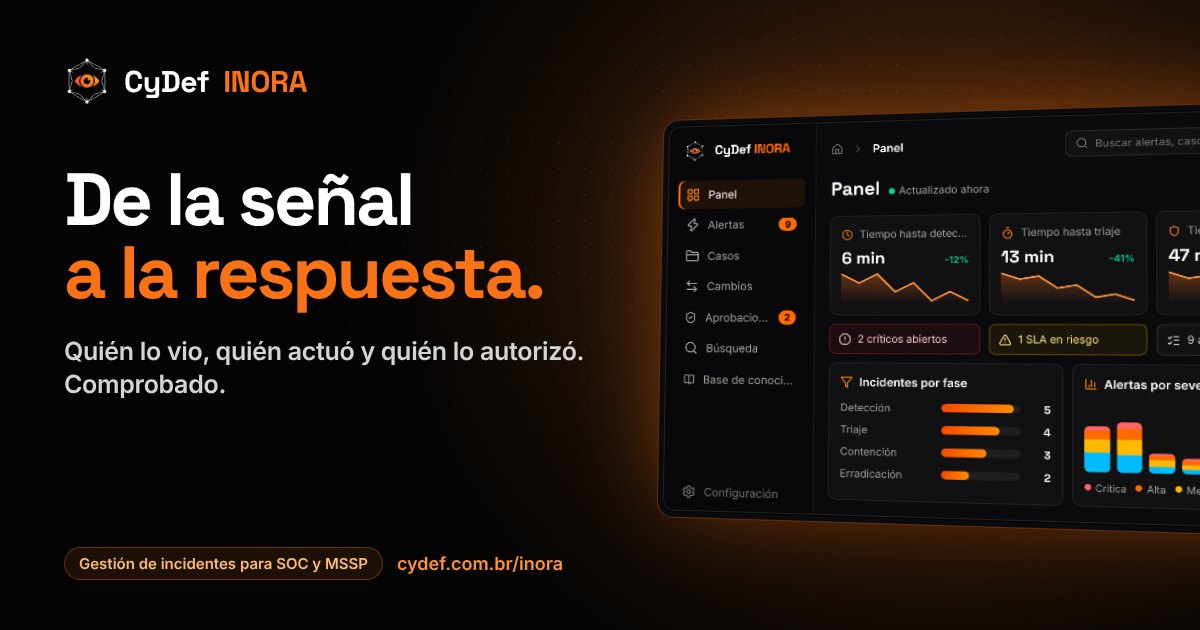 CyDef INORA
De la señal
a la respuesta.
Quién lo vio, quién actuó y quién lo autorizó.
Comprobado.
Gestión de incidentes para SOC y MSSP
cydef.com.br/inora
CyDef INORA
Panel
Alertas 9
Casos
Cambios
Aprobacio... 2
Búsqueda
Base de conoci...
Configuración
Panel
Buscar alertas, caso
Panel Actualizado ahora
Tiempo hasta detec...
6 min -12%
Tiempo hasta triaje
13 min -41%
47
2 críticos abiertos
1 SLA en riesgo
9
Incidentes por fase
Detección 5
Triaje 4
Contención 3
Erradicación 2
Alertas por seve
Crítica Alta